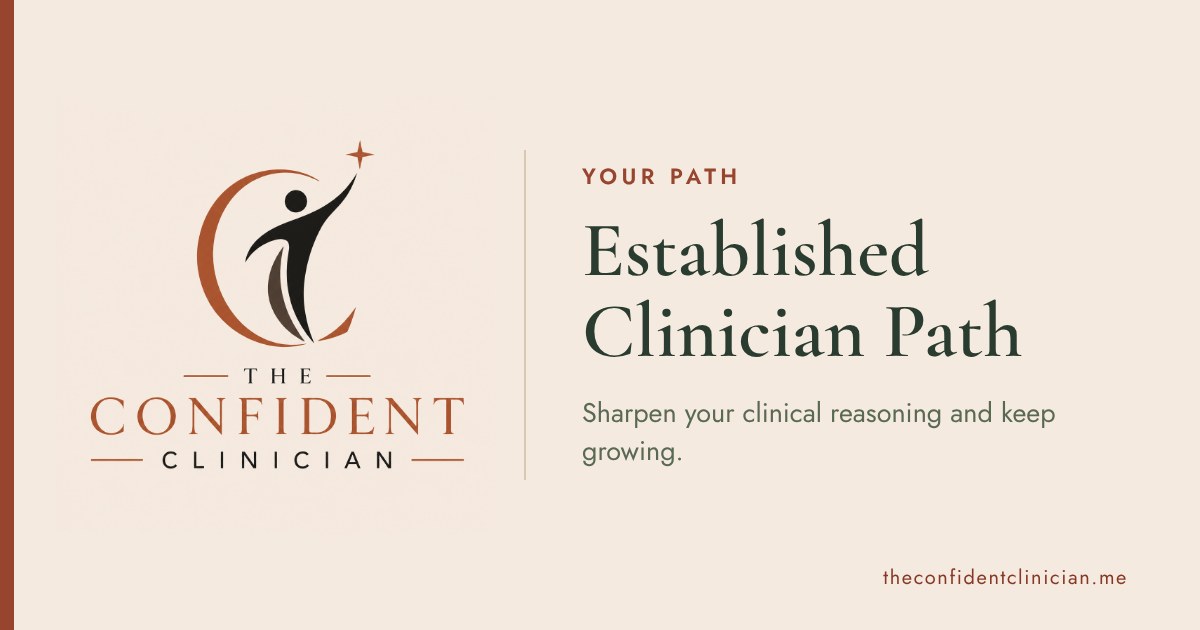 THE
CONFIDENT
CLINICIAN
YOUR PATH
Established
Clinician Path
Sharpen your clinical reasoning and keep
growing.
theconfidentclinician.me